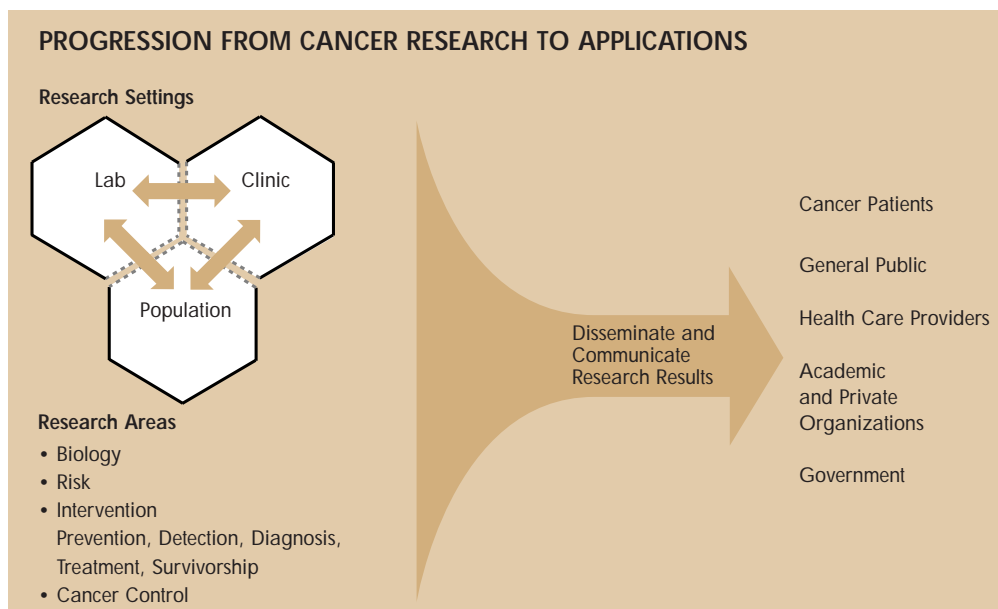 PROGRESSION FROM CANCER RESEARCH TO APPLICATIONS
Research Settings
Lab
Clinic
Population
Research Areas
• Biology
• Risk
• Intervention
Prevention, Detection, Diagnosis,
Treatment, Survivorship
• Cancer Control
Disseminate and
Communicate
Research Results
Cancer Patients
General Public
Health Care Providers
Academic
and Private
Organizations
Government